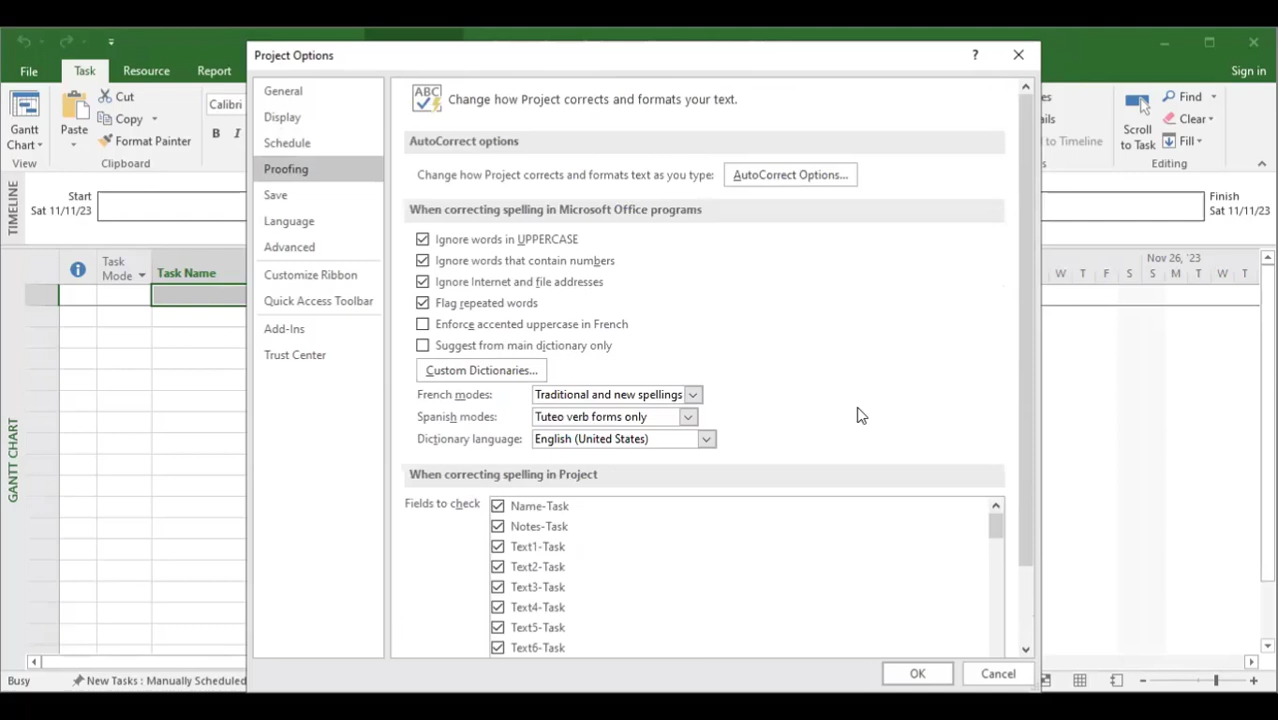 Project Options
?
File
Task
Resource
Report
Sign in
Gantt
Chart
View
Paste
Cut
Copy
Format Painter
Clipboard
Calibri
B I
to Timeline
Scroll
to Task
Find
Clear
Fill
Editing
TIMELINE
Start
Sat 11/11/23
Finish
Sat 11/11/23
Task
Mode
Task Name
Nov 26, '23
W T F S S M T W T
GANTT CHART
General
Display
Schedule
Proofing
Save
Language
Advanced
Customize Ribbon
Quick Access Toolbar
Add-Ins
Trust Center
ABC
Change how Project corrects and formats your text.
AutoCorrect options
Change how Project corrects and formats text as you type:
AutoCorrect Options...
When correcting spelling in Microsoft Office programs
Ignore words in UPPERCASE
Ignore words that contain numbers
Ignore Internet and file addresses
Flag repeated words
Enforce accented uppercase in French
Suggest from main dictionary only
Custom Dictionaries...
French modes: Traditional and new spellings
Spanish modes: Tuteo verb forms only
Dictionary language: English (United States)
When correcting spelling in Project
Fields to check
Name-Task
Notes-Task
Text1-Task
Text2-Task
Text3-Task
Text4-Task
Text5-Task
Text6-Task
OK
Cancel
Busy
New Tasks : Manually Scheduled